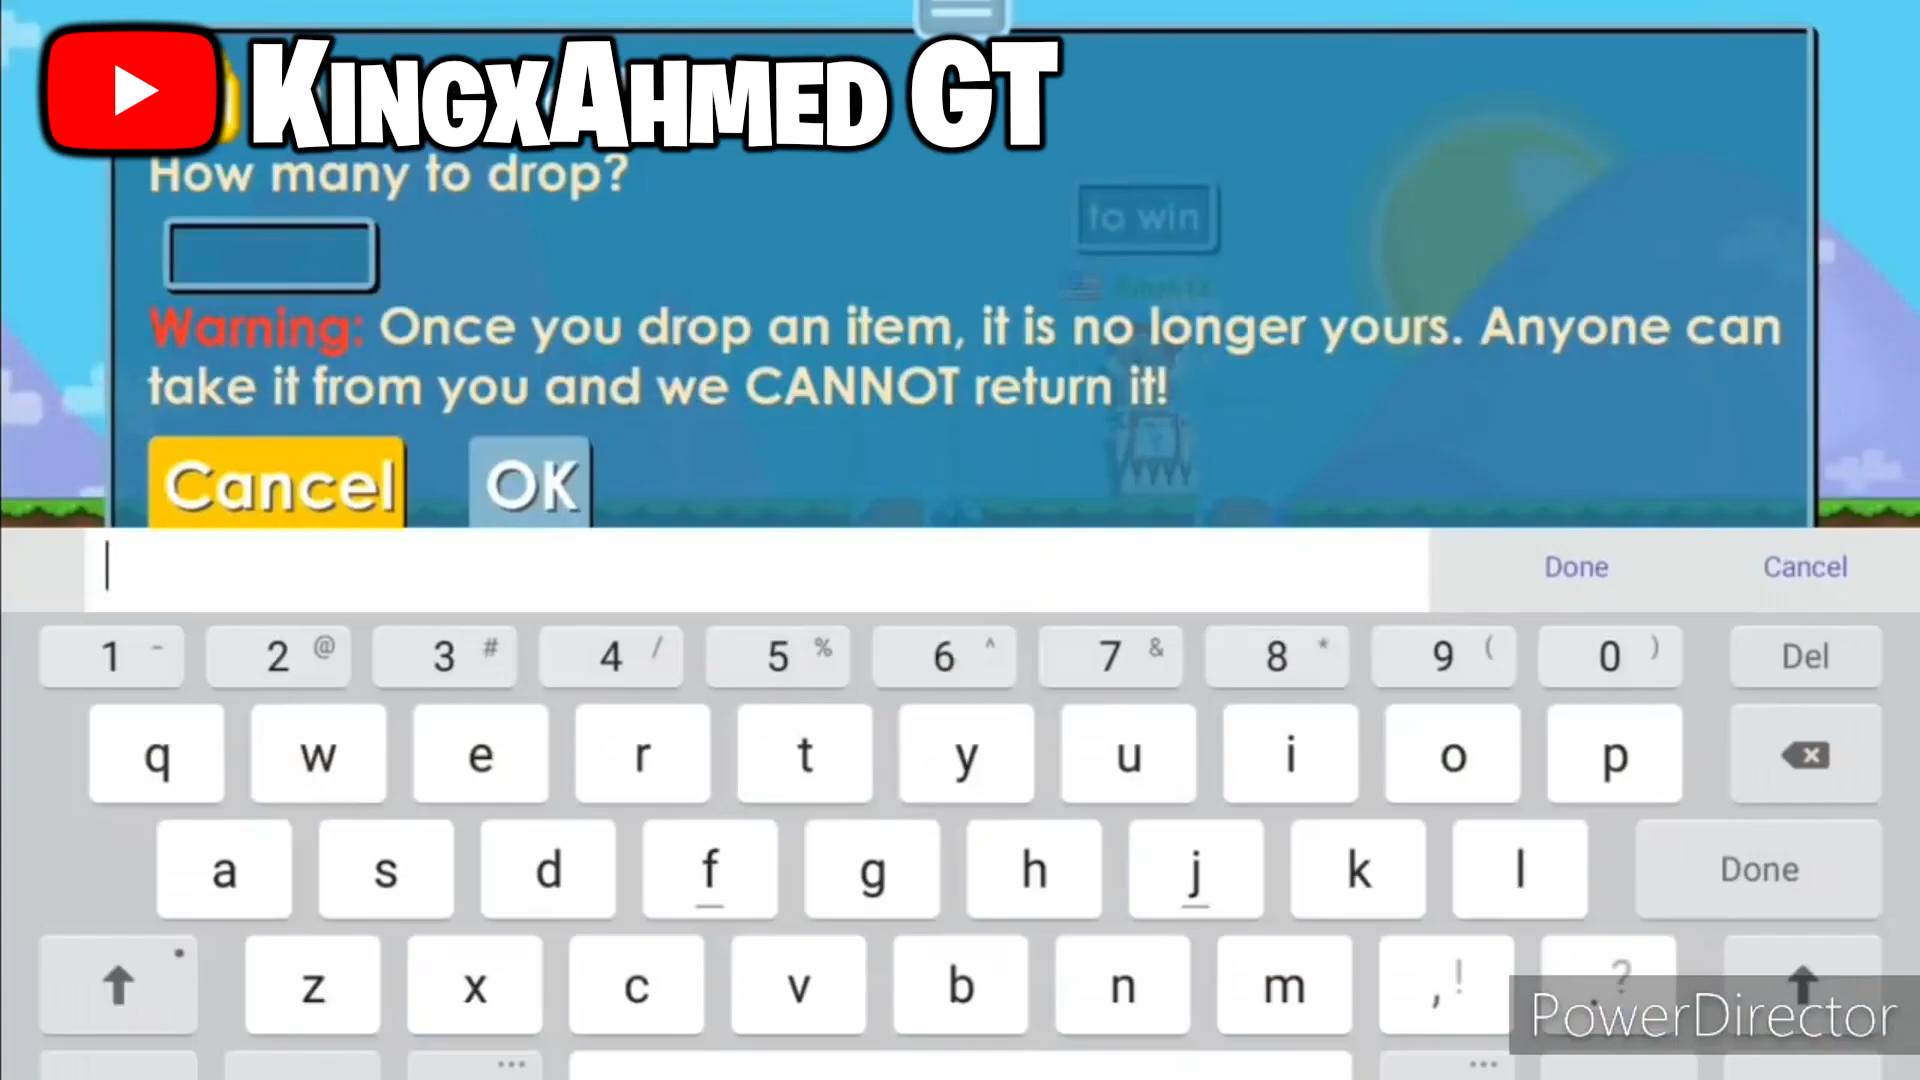 KINGXAHMED GT
How many to drop?
to win
Warning: Once you drop an item, it is no longer yours. Anyone can
take it from you and we CANNOT return it!
Cancel OK
Done Cancel
1 - 2 @ 3 # 4 / 5 % 6 ^ 7 & 8 * 9 ( 0 ) Del
q w e r t y u i o p
a s d f g h j k l Done
z x c v b n m , ! . ?
PowerDirector